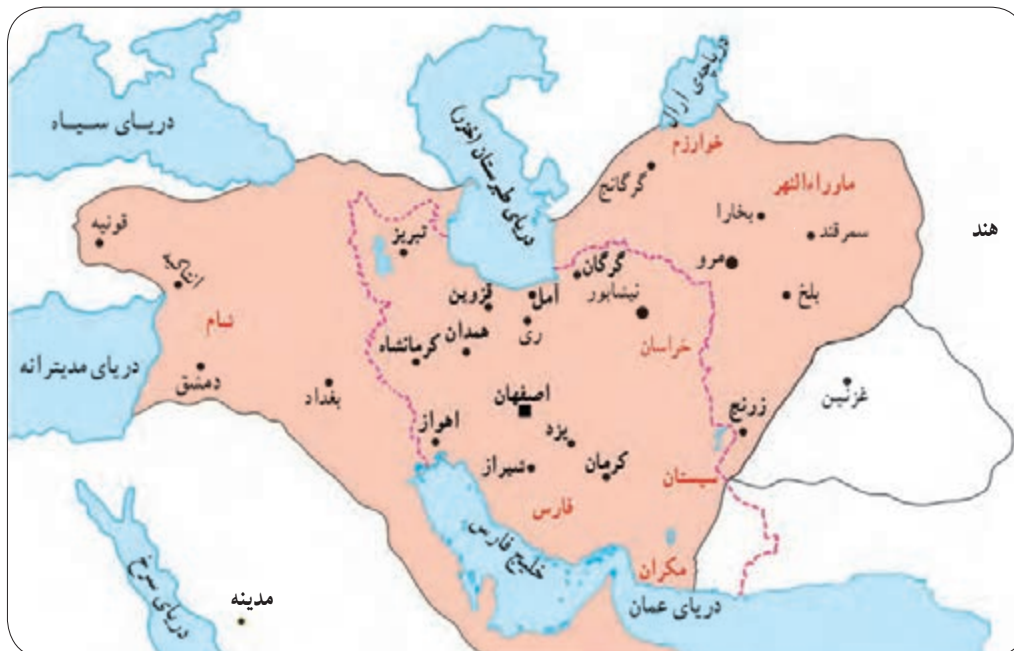 دریاچه‌ی آرال
دریای سیاه
خوارزم
دریای طبرستان (خزر)
گرگانج
ماوراءالنهر
بخارا
هند
قونیه
تبریز
سمرقند
مرو
گرگان
انتاکیه
نیشابور
آمل
بلخ
قزوین
شام
ری
همدان
خراسان
کرمانشاه
دریای مدیترانه
دمشق
بغداد
غزنین
اصفهان
زرنج
اهواز
یزد
شیراز
کرمان
سیستان
فارس
خلیج فارس
مکران
مدینه
دریای عمان
دریای سرخ